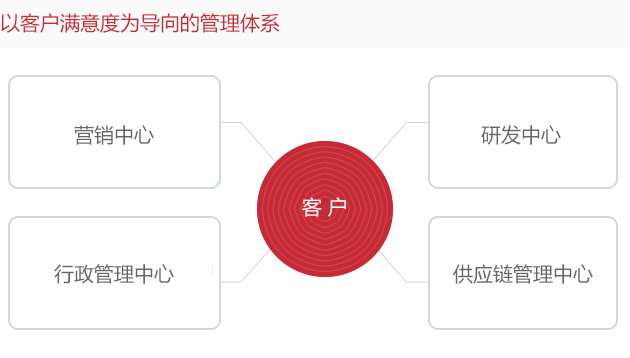 以客户满意度为导向的管理体系
营销中心
研发中心
客户
行政管理中心
供应链管理中心